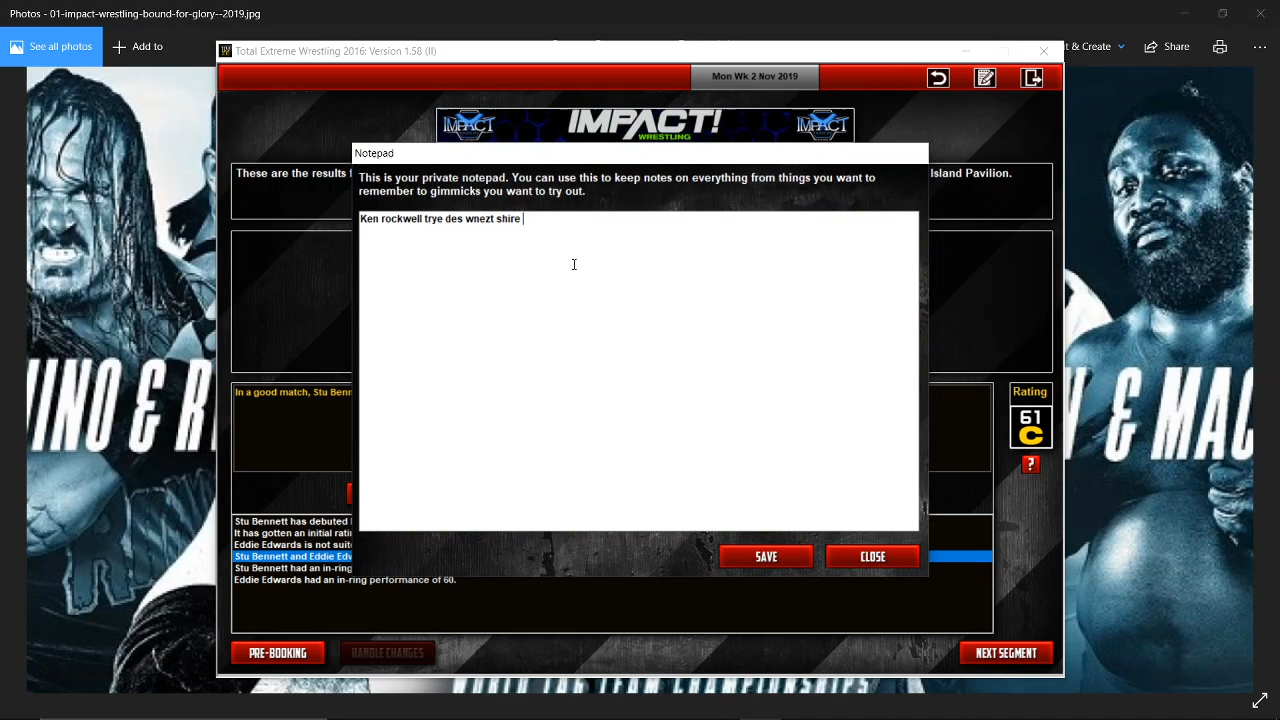 Photos - 01-impact-wrestling-bound-for-glory--2019.jpg
See all photos
Add to
t & Create
Share
Total Extreme Wrestling 2016: Version 1.58 (II)
Mon Wk 2 Nov 2019
IMPACT
IMPACT!
WRESTLING
IMPACT
These are the results
Island Pavilion.
Notepad
This is your private notepad. You can use this to keep notes on everything from things you want to
remember to gimmicks you want to try out.
Ken rockwell trye des wnezt shire
In a good match, Stu Benn
Rating
61
C
?
Stu Bennett has debuted
It has gotten an initial rati
Eddie Edwards is not suit
Stu Bennett and Eddie Edw
Stu Bennett had an in-ring
Eddie Edwards had an in-ring performance of 60.
SAVE
CLOSE
PRE-BOOKING
HANDLE CHANGES
NEXT SEGMENT
VINO & R
Y & MAC